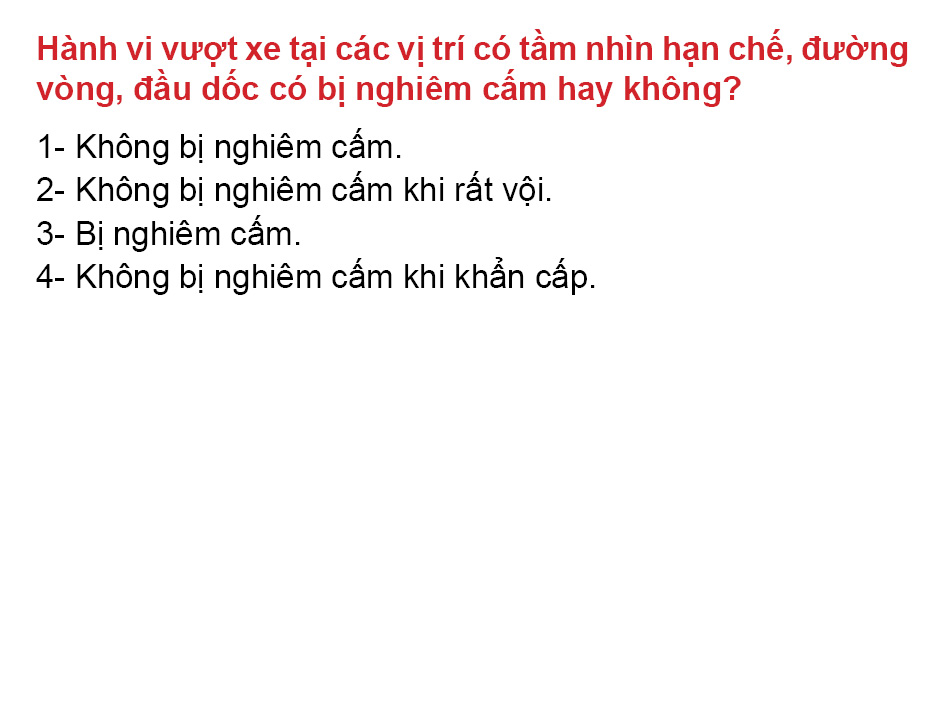 Hành vi vượt xe tại các vị trí có tầm nhìn hạn chế, đường
vòng, đầu dốc có bị nghiêm cấm hay không?
1- Không bị nghiêm cấm.
2- Không bị nghiêm cấm khi rất vội.
3- Bị nghiêm cấm.
4- Không bị nghiêm cấm khi khẩn cấp.